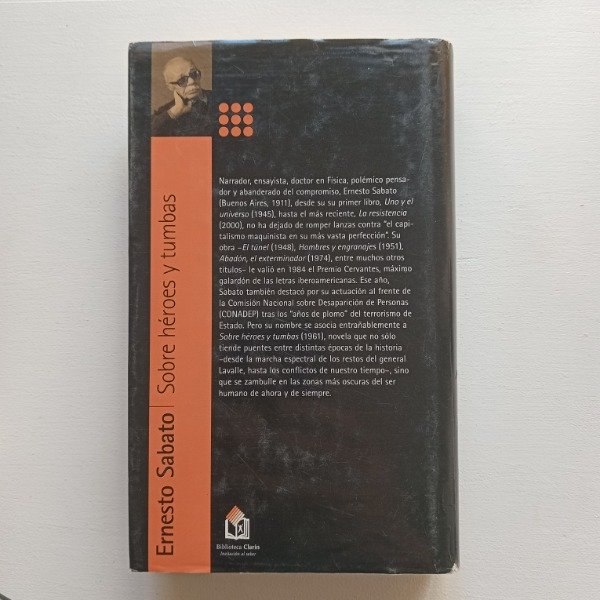 Ernesto Sabato | Sobre héroes y tumbas
Narrador, ensayista, doctor en Física, polémico pensa-
dor y abanderado del compromiso, Ernesto Sabato
(Buenos Aires, 1911), desde su su primer libro, Uno y el
universo (1945), hasta el más reciente, La resistencia
(2000), no ha dejado de romper lanzas contra "el capi-
talismo maquinista en su más vasta perfección". Su
obra –El túnel (1948), Hombres y engranajes (1951),
Abadón, el exterminador (1974), entre muchos otros
títulos– le valió en 1984 el Premio Cervantes, máximo
galardón de las letras iberoamericanas. Ese año,
Sabato también destacó por su actuación al frente de
la Comisión Nacional sobre Desaparición de Personas
(CONADEP) tras los "años de plomo" del terrorismo de
Estado. Pero su nombre se asocia entrañablemente a
Sobre héroes y tumbas (1961), novela que no sólo
tiende puentes entre distintas épocas de la historia
–desde la marcha espectral de los restos del general
Lavalle, hasta los conflictos de nuestro tiempo–, sino
que se zambulle en las zonas más oscuras del ser
humano de ahora y de siempre.
Biblioteca Clarín
Invitación al saber